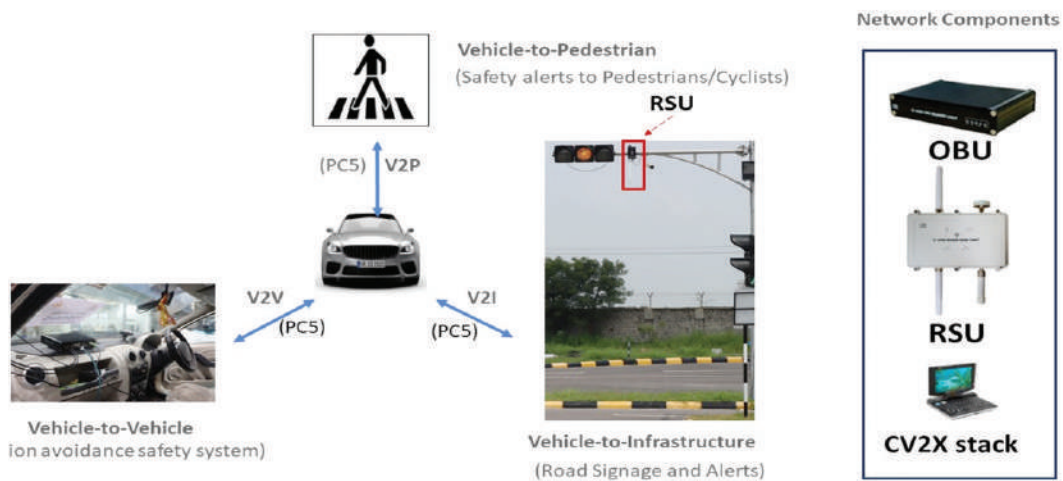 Network Components
Vehicle-to-Pedestrian
(Safety alerts to Pedestrians/Cyclists)
RSU
(PC5) V2P
OBU
V2V
(PC5)
V2I
(PC5)
RSU
Vehicle-to-Vehicle
ion avoidance safety system)
Vehicle-to-Infrastructure
(Road Signage and Alerts)
CV2X stack